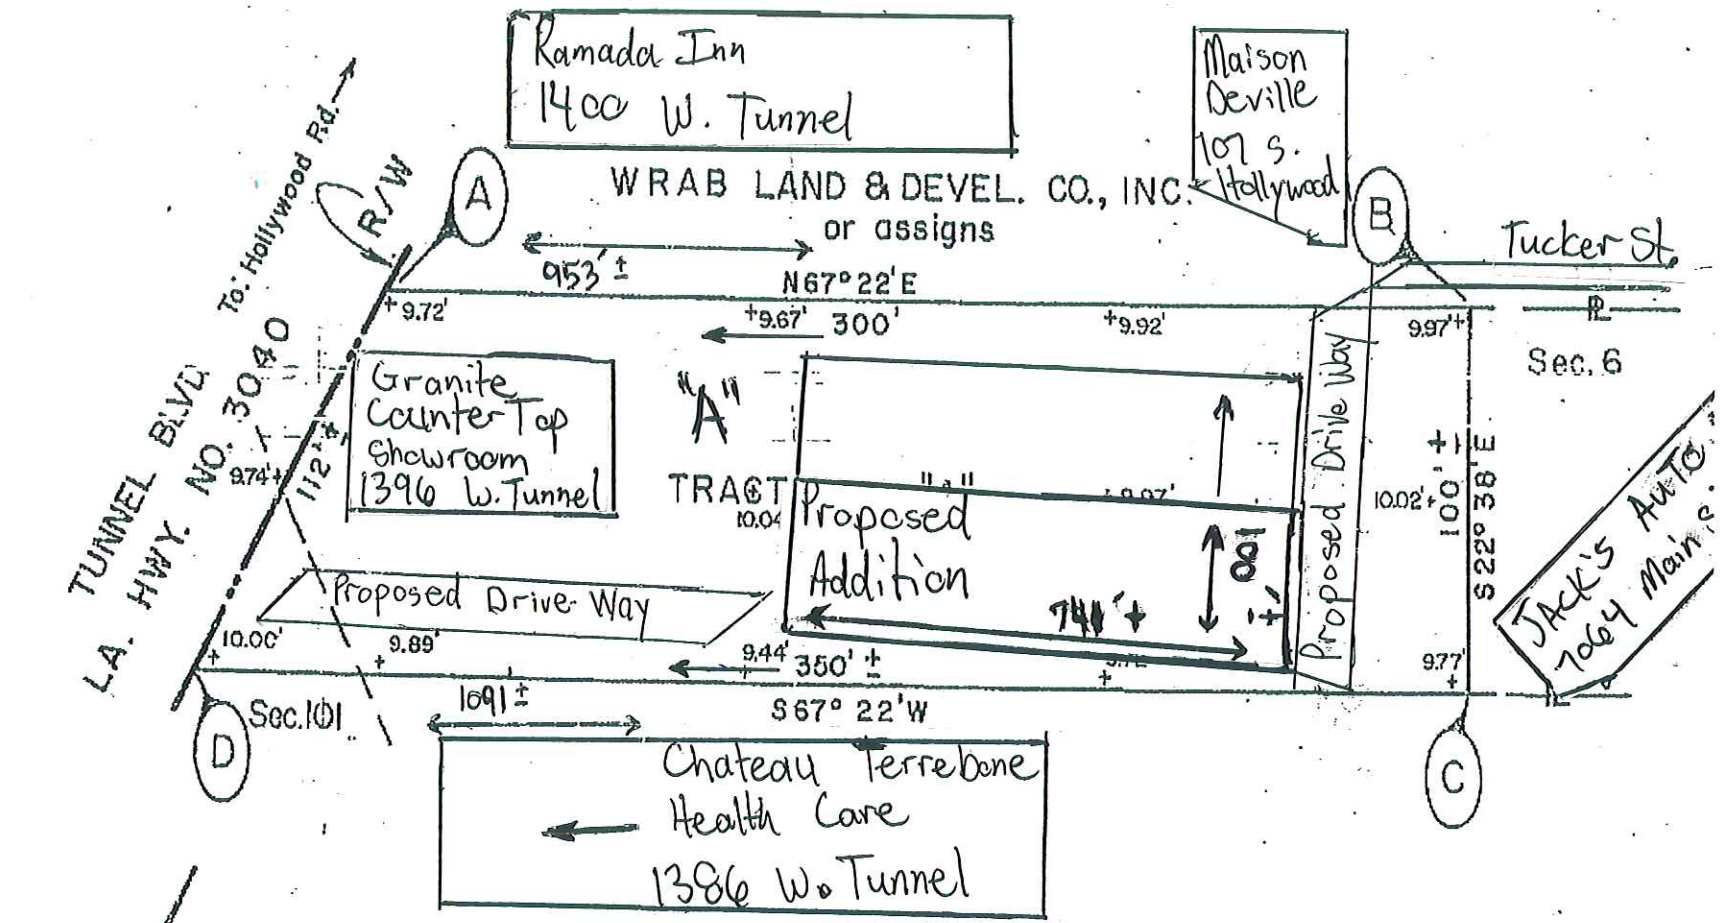 Ramada Inn
1400 W. Tunnel
Maison
Deville
107 S.
Hollywood
To: Hollywood Rd.
R/W
A
WRAB LAND & DEVEL. CO., INC.
or assigns
B
Tucker St.
953'±
N67°22'E
9.72'
9.67'
300'
9.92'
9.97'
Sec. 6
TUNNEL BLVD.
LA. HWY. NO. 3040
112'±
9.74'
Granite
Counter Top
Showroom
1396 W. Tunnel
"A"
TRACT
10.04
"a"
Proposed
Addition
100'±
Proposed Drive Way
10.02'
100'±
S22°38'E
JACK'S AUTO
7064 Main
Proposed Drive Way
10.00'
9.89'
9.44'
350'±
9.77'
Sec.101
1091±
S67°22'W
D
C
Chateau Terrebone
Health Care
1386 W. Tunnel